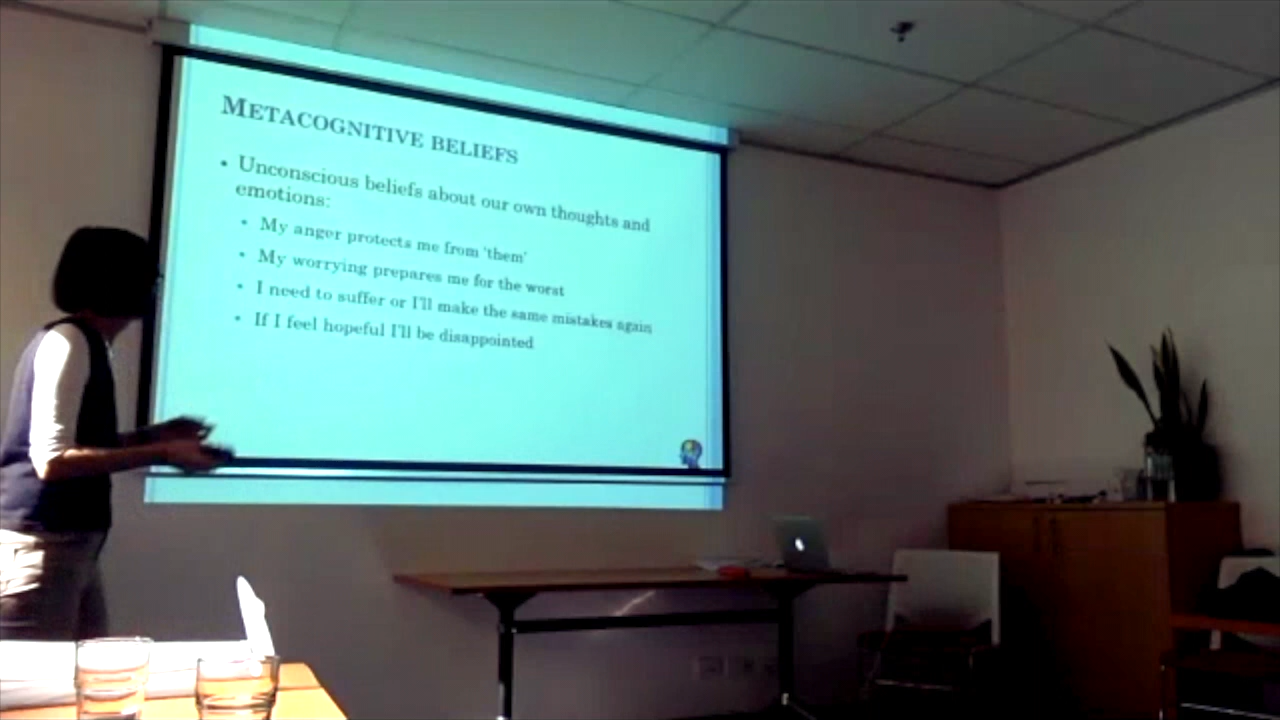 METACOGNITIVE BELIEFS
• Unconscious beliefs about our own thoughts and
emotions:
• My anger protects me from 'them'
• My worrying prepares me for the worst
• I need to suffer or I'll make the same mistakes again
• If I feel hopeful I'll be disappointed